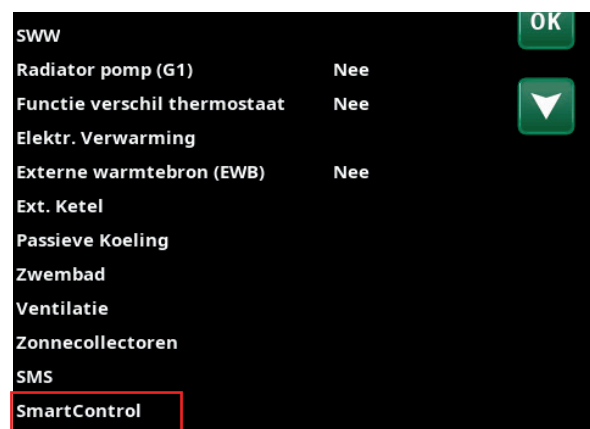 SWW
OK
Radiator pomp (G1) Nee
Functie verschil thermostaat Nee
Elektr. Verwarming
Externe warmtebron (EWB) Nee
Ext. Ketel
Passieve Koeling
Zwembad
Ventilatie
Zonnecollectoren
SMS
SmartControl